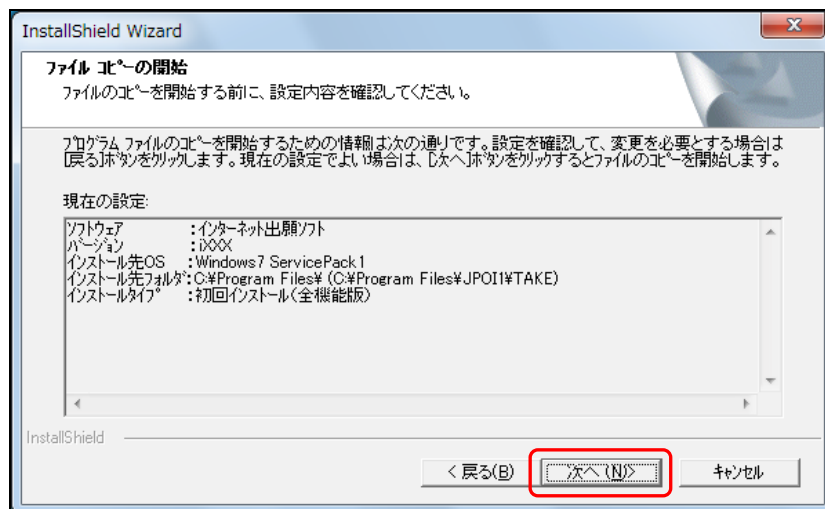 InstallShield Wizard
ファイル コピーの開始
ファイルのコピーを開始する前に、設定内容を確認してください。
プログラム ファイルのコピーを開始するための情報は次の通りです。設定を確認して、変更を必要とする場合は
[戻る]ボタンをクリックします。現在の設定でよい場合は、[次へ]ボタンをクリックするとファイルのコピーを開始します。
現在の設定:
ソフトウェア :インターネット出願ソフト
バージョン :iXXX
インストール先OS :Windows7 ServicePack1
インストール先フォルダ:C:¥Program Files¥ (C:¥Program Files¥JPOI1¥TAKE)
インストールタイプ :初回インストール(全機能版)
InstallShield
< 戻る(B) 次へ (N)> キャンセル